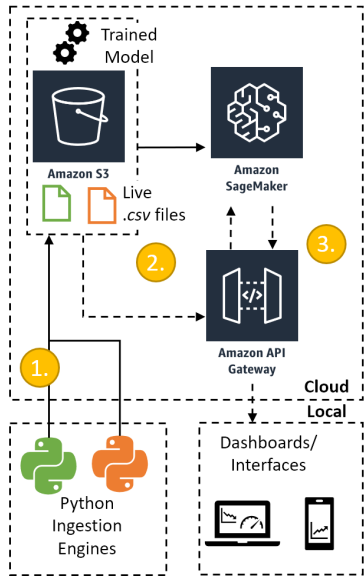 Trained
Model
Amazon S3
Live
.csv files
Amazon
SageMaker
2.
3.
</>
Amazon API
Gateway
1.
Cloud
Local
Python
Ingestion
Engines
Dashboards/
Interfaces